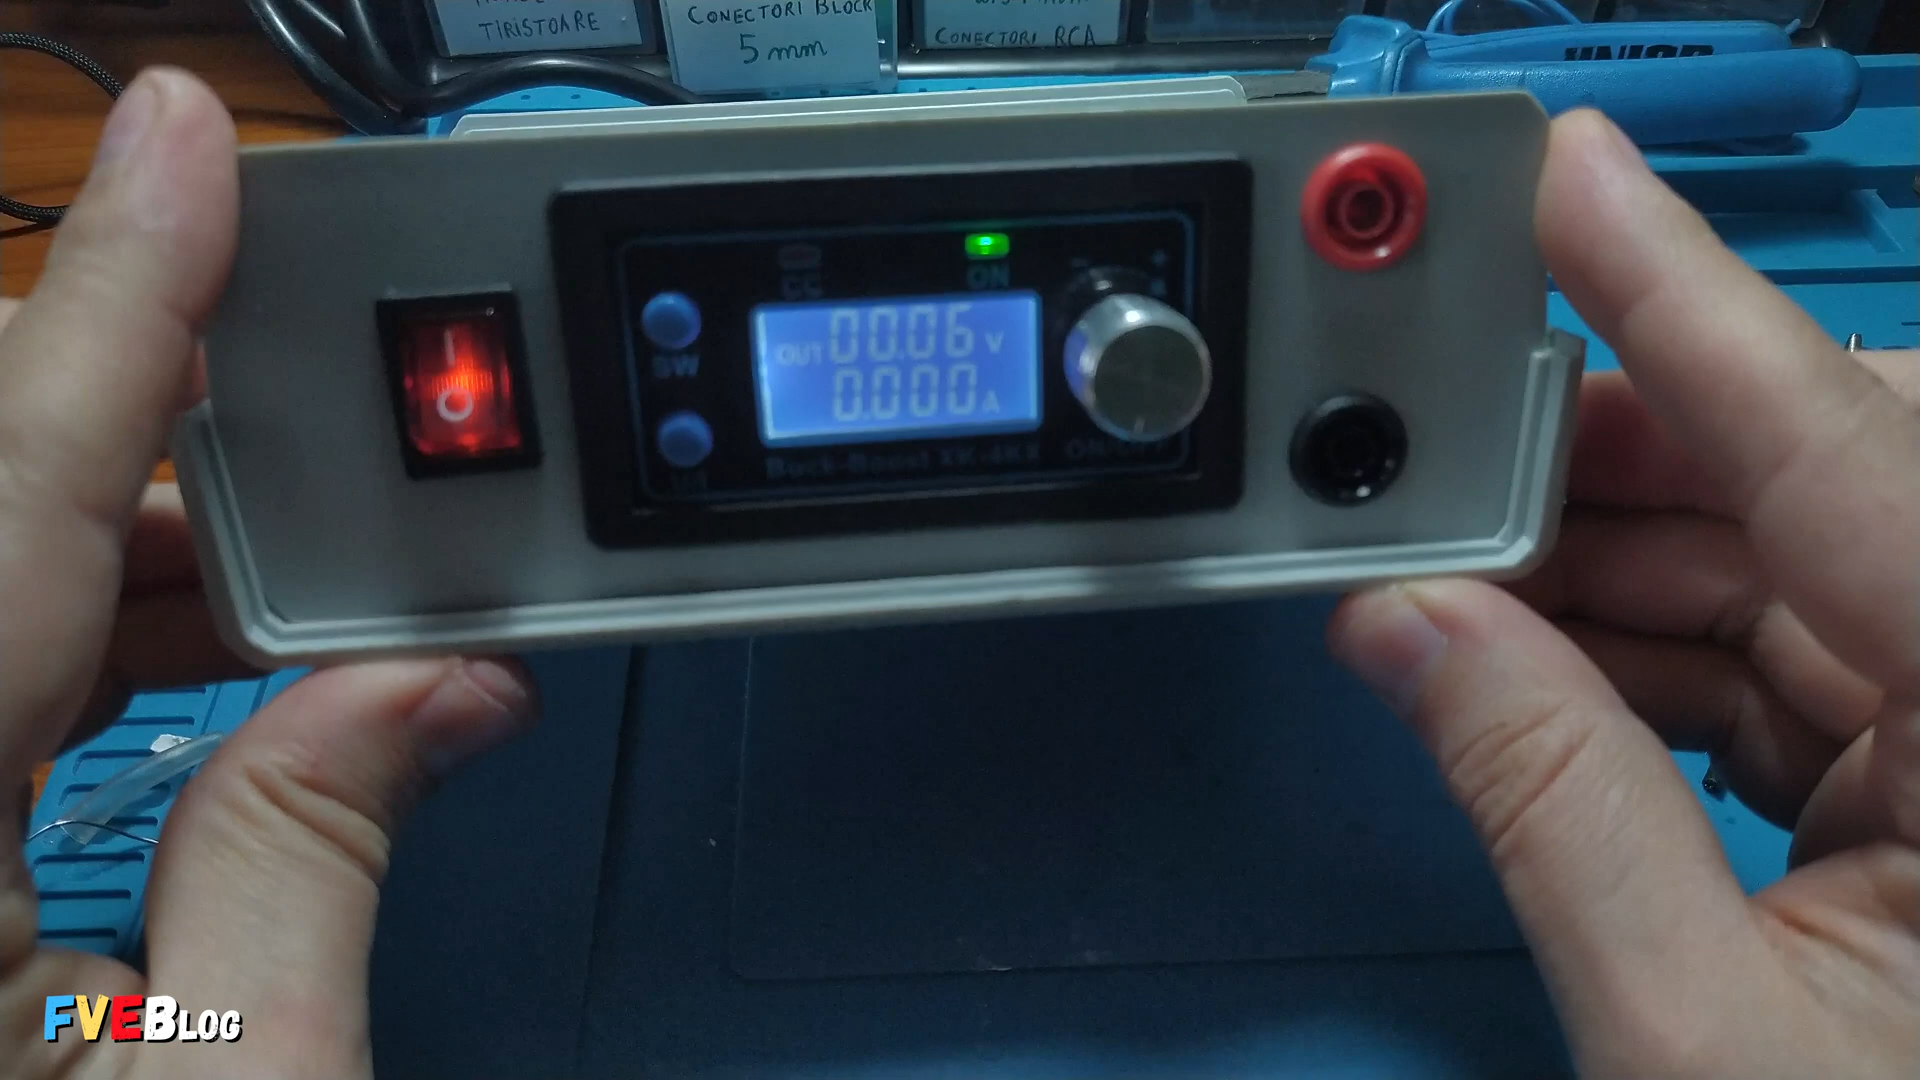 TIRISTOARE
CONECTORI BLOCK
5 mm
CONECTORI RCA
UNIOR
CC
ON
SW
OUT 00.06 V
0.000 A
Buck-Boost XK-4KX
ON/OFF
I
O
FVEBLOG